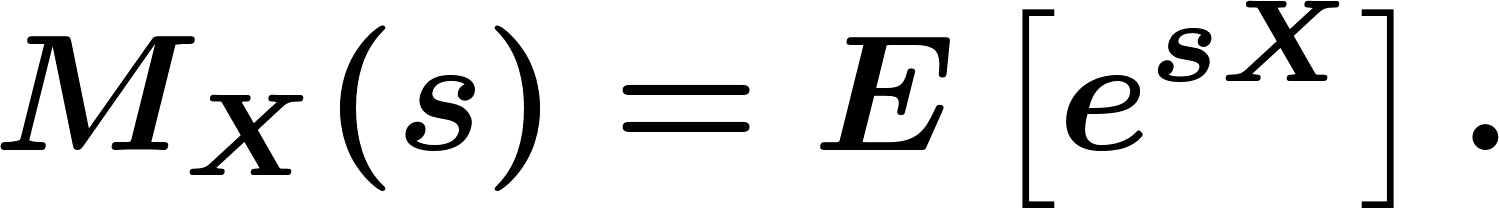 M_X(s) = E [e^{sX}] .